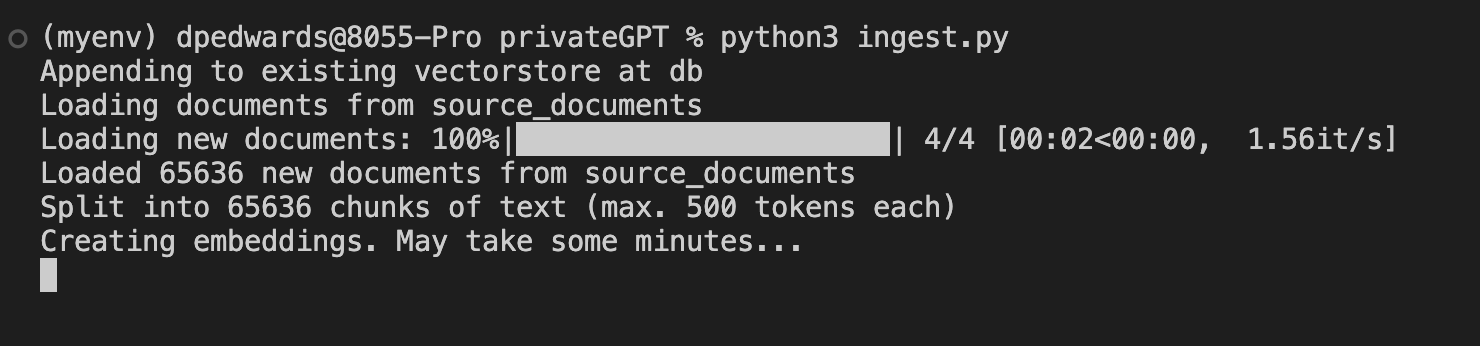 (myenv) dpedwards@8055-Pro privateGPT % python3 ingest.py
Appending to existing vectorstore at db
Loading documents from source_documents
Loading new documents: 100%|██████████████████████| 4/4 [00:02<00:00,  1.56it/s]
Loaded 65636 new documents from source_documents
Split into 65636 chunks of text (max. 500 tokens each)
Creating embeddings. May take some minutes...